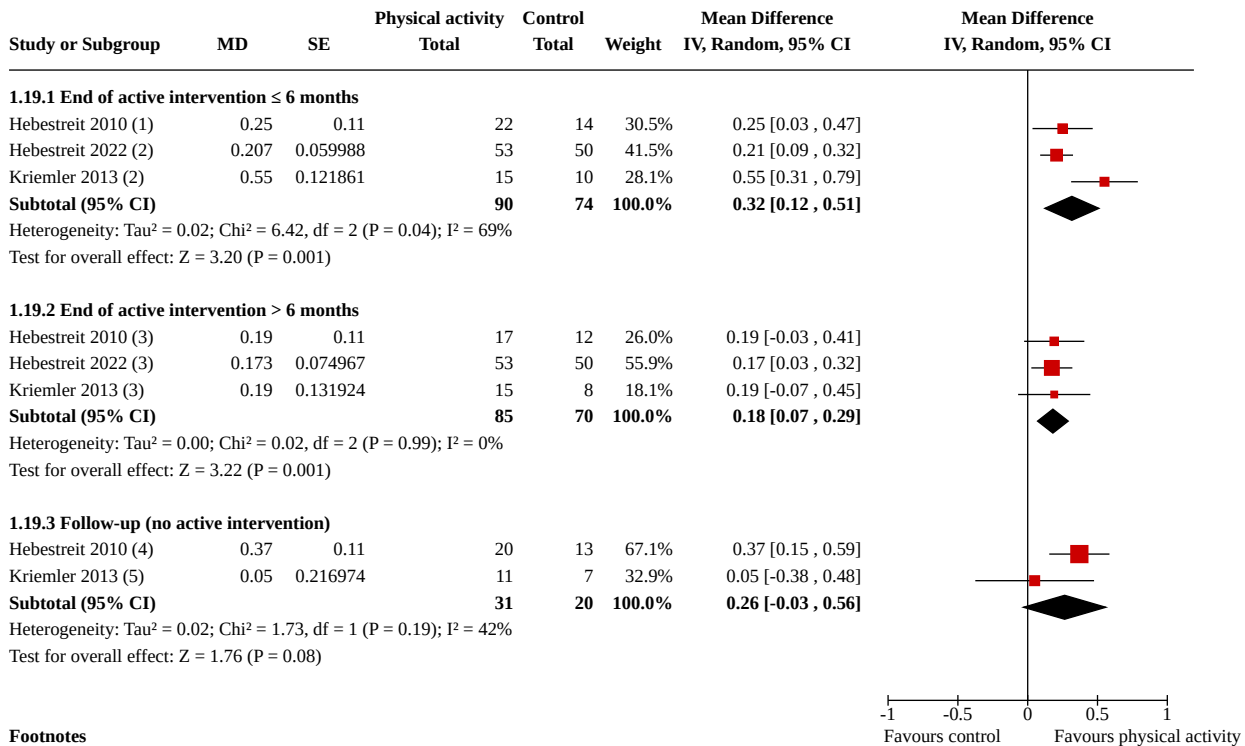 Physical activity Control Mean Difference Mean Difference
Study or Subgroup MD SE Total Total Weight IV, Random, 95% CI IV, Random, 95% CI
1.19.1 End of active intervention ≤ 6 months
Hebestreit 2010 (1) 0.25 0.11 22 14 30.5% 0.25 [0.03 , 0.47]
Hebestreit 2022 (2) 0.207 0.059988 53 50 41.5% 0.21 [0.09 , 0.32]
Kriemler 2013 (2) 0.55 0.121861 15 10 28.1% 0.55 [0.31 , 0.79]
Subtotal (95% CI) 90 74 100.0% 0.32 [0.12 , 0.51]
Heterogeneity: Tau² = 0.02; Chi² = 6.42, df = 2 (P = 0.04); I² = 69%
Test for overall effect: Z = 3.20 (P = 0.001)
1.19.2 End of active intervention > 6 months
Hebestreit 2010 (3) 0.19 0.11 17 12 26.0% 0.19 [-0.03 , 0.41]
Hebestreit 2022 (3) 0.173 0.074967 53 50 55.9% 0.17 [0.03 , 0.32]
Kriemler 2013 (3) 0.19 0.131924 15 8 18.1% 0.19 [-0.07 , 0.45]
Subtotal (95% CI) 85 70 100.0% 0.18 [0.07 , 0.29]
Heterogeneity: Tau² = 0.00; Chi² = 0.02, df = 2 (P = 0.99); I² = 0%
Test for overall effect: Z = 3.22 (P = 0.001)
1.19.3 Follow-up (no active intervention)
Hebestreit 2010 (4) 0.37 0.11 20 13 67.1% 0.37 [0.15 , 0.59]
Kriemler 2013 (5) 0.05 0.216974 11 7 32.9% 0.05 [-0.38 , 0.48]
Subtotal (95% CI) 31 20 100.0% 0.26 [-0.03 , 0.56]
Heterogeneity: Tau² = 0.02; Chi² = 1.73, df = 1 (P = 0.19); I² = 42%
Test for overall effect: Z = 1.76 (P = 0.08)
-1 -0.5 0 0.5 1
Footnotes Favours control Favours physical activity